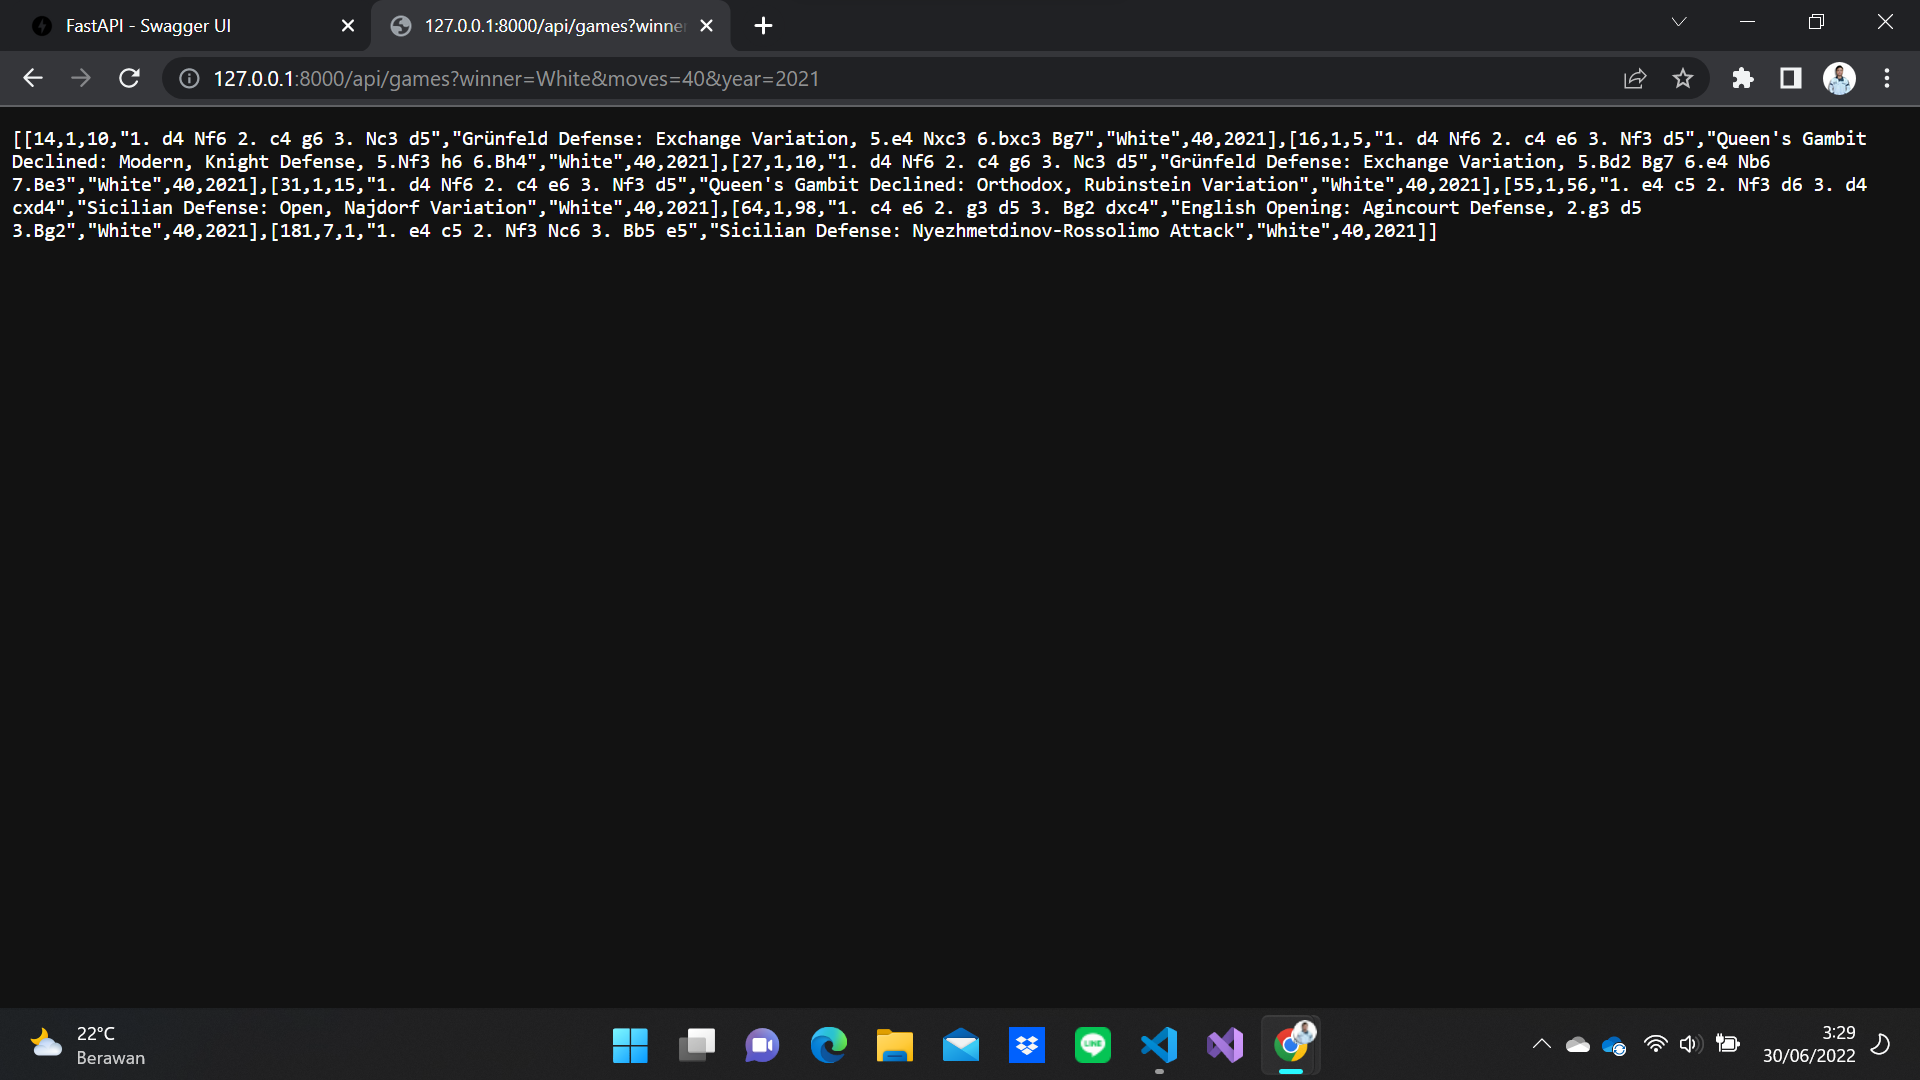 FastAPI - Swagger UI
127.0.0.1:8000/api/games?winne
127.0.0.1:8000/api/games?winner=White&moves=40&year=2021
[[14,1,10,"1. d4 Nf6 2. c4 g6 3. Nc3 d5","Grünfeld Defense: Exchange Variation, 5.e4 Nxc3 6.bxc3 Bg7","White",40,2021],[16,1,5,"1. d4 Nf6 2. c4 e6 3. Nf3 d5","Queen's Gambit
Declined: Modern, Knight Defense, 5.Nf3 h6 6.Bh4","White",40,2021],[27,1,10,"1. d4 Nf6 2. c4 g6 3. Nc3 d5","Grünfeld Defense: Exchange Variation, 5.Bd2 Bg7 6.e4 Nb6
7.Be3","White",40,2021],[31,1,15,"1. d4 Nf6 2. c4 e6 3. Nf3 d5","Queen's Gambit Declined: Orthodox, Rubinstein Variation","White",40,2021],[55,1,56,"1. e4 c5 2. Nf3 d6 3. d4
cxd4","Sicilian Defense: Open, Najdorf Variation","White",40,2021],[64,1,98,"1. c4 e6 2. g3 d5 3. Bg2 dxc4","English Opening: Agincourt Defense, 2.g3 d5
3.Bg2","White",40,2021],[181,7,1,"1. e4 c5 2. Nf3 Nc6 3. Bb5 e5","Sicilian Defense: Nyezhmetdinov-Rossolimo Attack","White",40,2021]]
22°C
Berawan
LINE
3:29
30/06/2022